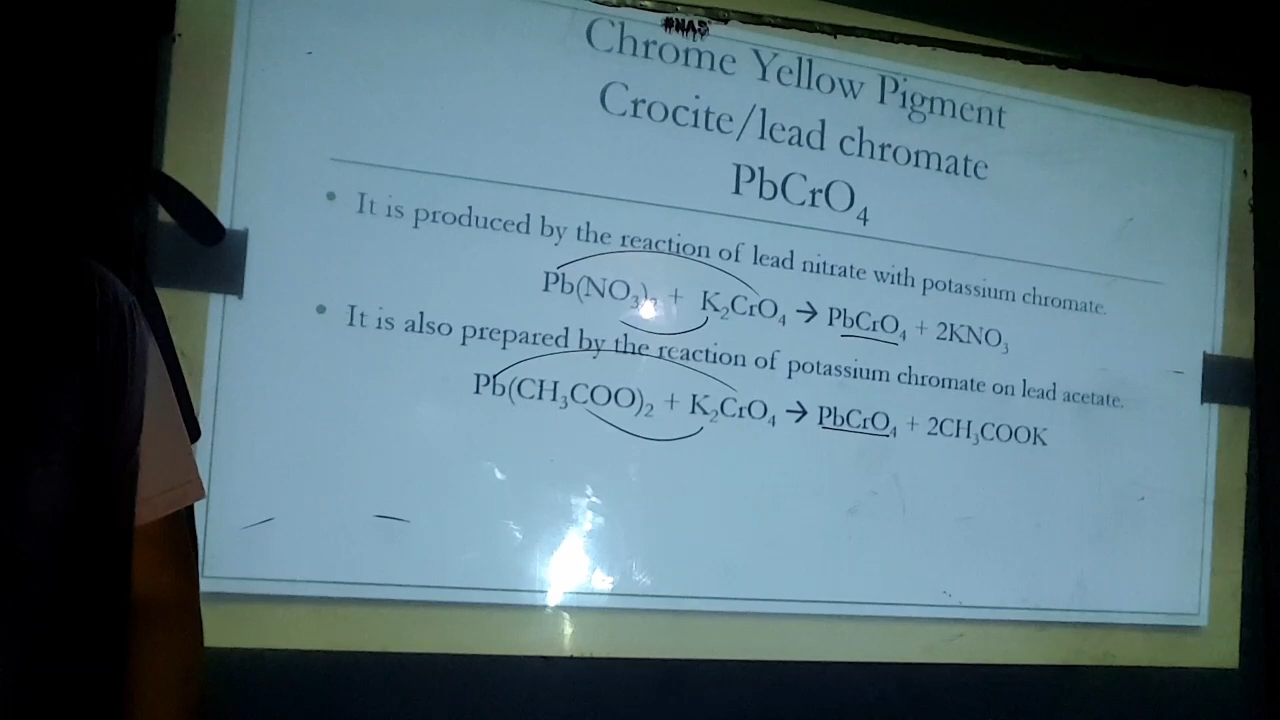 #NAS
Chrome Yellow Pigment
Crocite/lead chromate
PbCrO₄
• It is produced by the reaction of lead nitrate with potassium chromate.
Pb(NO₃)₂ + K₂CrO₄ → PbCrO₄ + 2KNO₃
• It is also prepared by the reaction of potassium chromate on lead acetate.
Pb(CH₃COO)₂ + K₂CrO₄ → PbCrO₄ + 2CH₃COOK